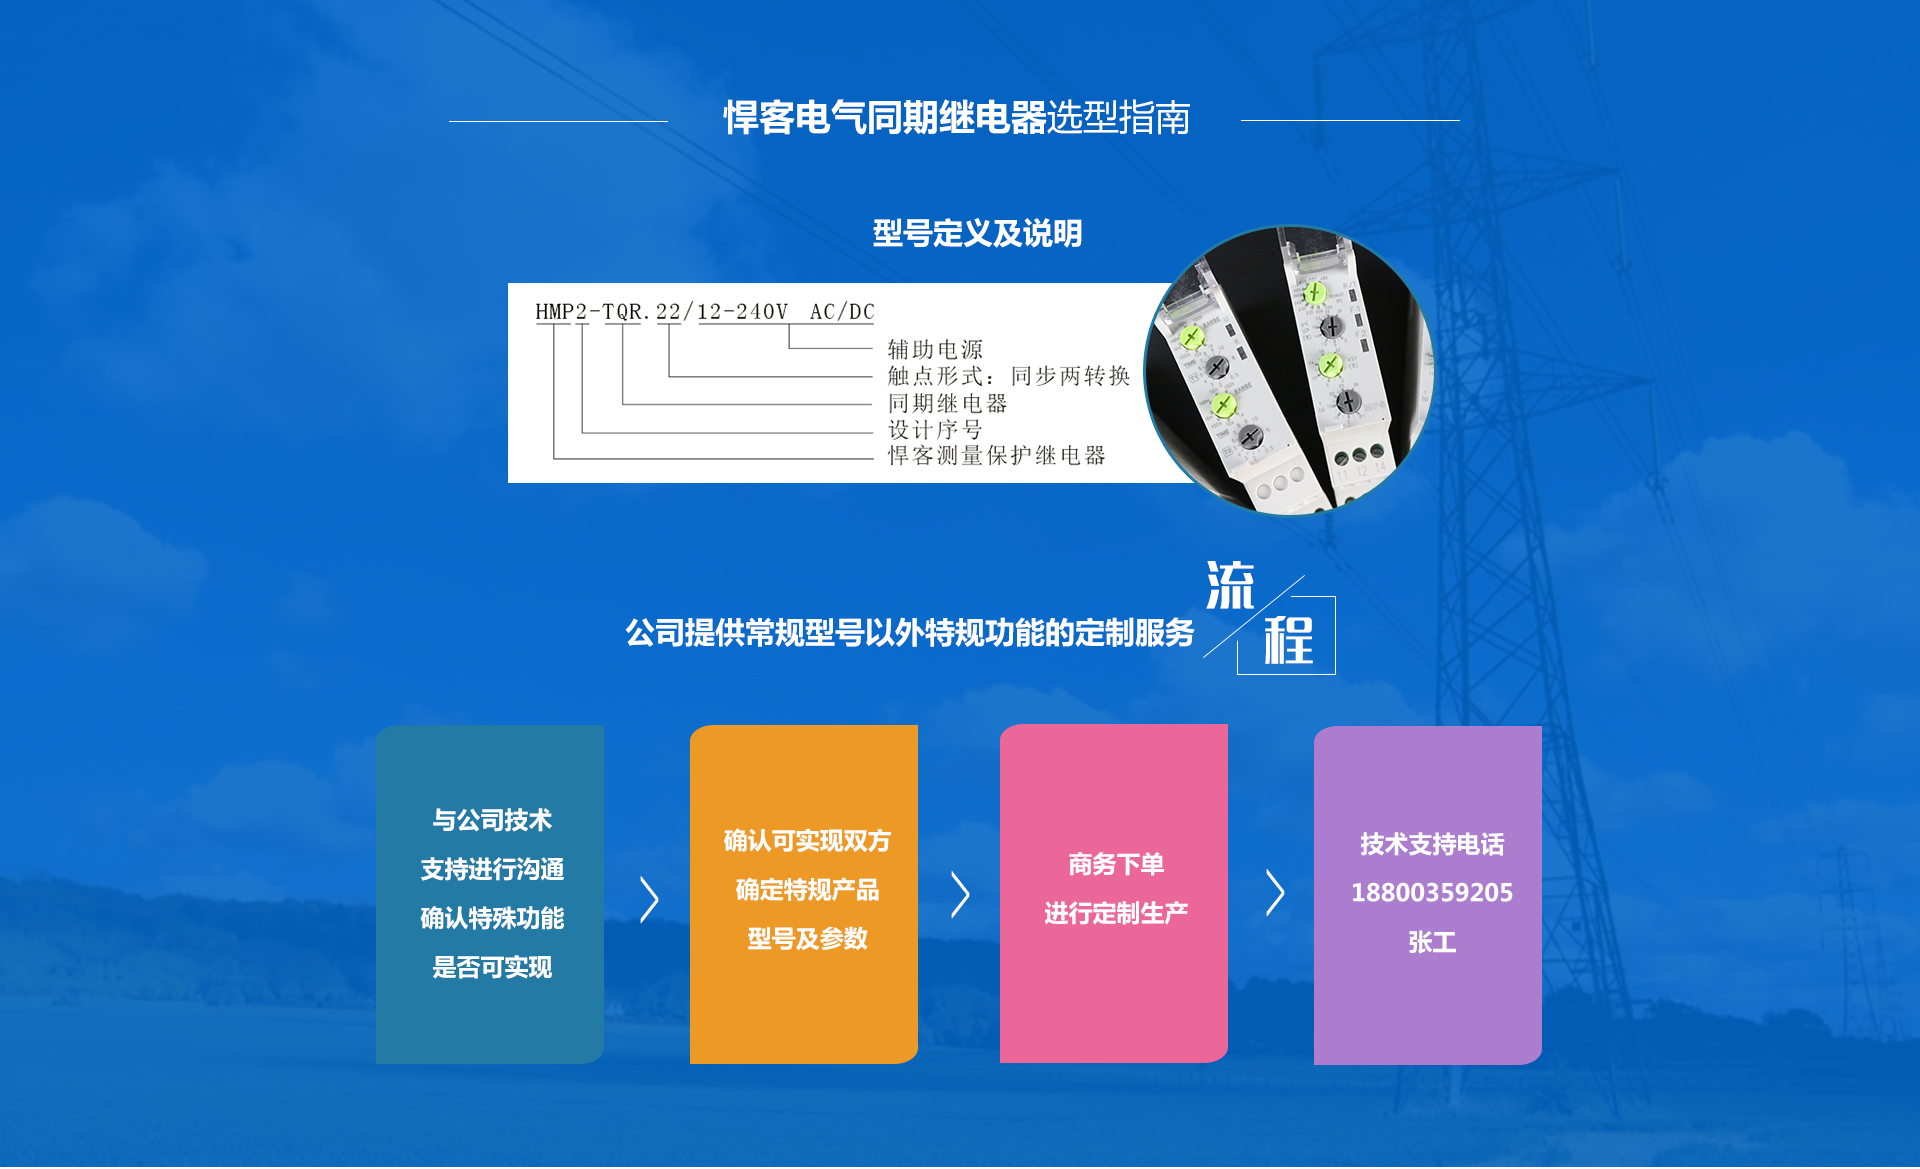 悍客电气同期继电器选型指南
型号定义及说明
HMP2-TQR.22/12-240V AC/DC
辅助电源
触点形式：同步两转换
同期继电器
设计序号
悍客测量保护继电器
11 12 14
公司提供常规型号以外特规功能的定制服务
流程
与公司技术
支持进行沟通
确认特殊功能
是否可实现
确认可实现双方
确定特规产品
型号及参数
商务下单
进行定制生产
技术支持电话
18800359205
张工